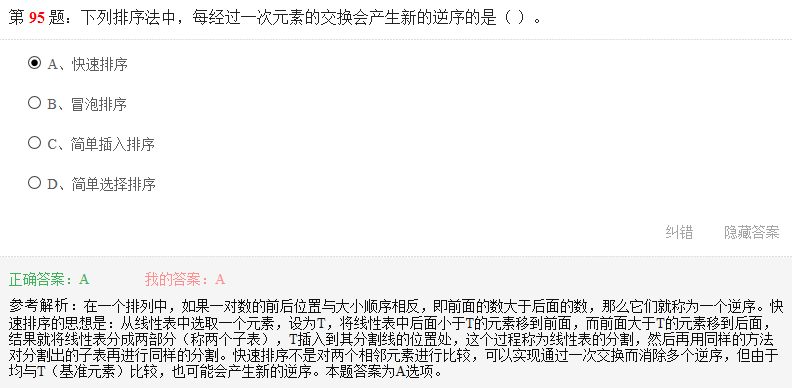 第 95 题：下列排序法中，每经过一次元素的交换会产生新的逆序的是（ ）。
A、快速排序
B、冒泡排序
C、简单插入排序
D、简单选择排序
纠错 隐藏答案
正确答案：A 我的答案：A
参考解析：在一个排列中，如果一对数的前后位置与大小顺序相反，即前面的数大于后面的数，那么它们就称为一个逆序。快
速排序的思想是：从线性表中选取一个元素，设为T，将线性表中后面小于T的元素移到前面，而前面大于T的元素移到后面，
结果就将线性表分成两部分（称两个子表），T插入到其分割线的位置处，这个过程称为线性表的分割，然后再用同样的方法
对分割出的子表再进行同样的分割。快速排序不是对两个相邻元素进行比较，可以实现通过一次交换而消除多个逆序，但由于
均与T（基准元素）比较，也可能会产生新的逆序。本题答案为A选项。